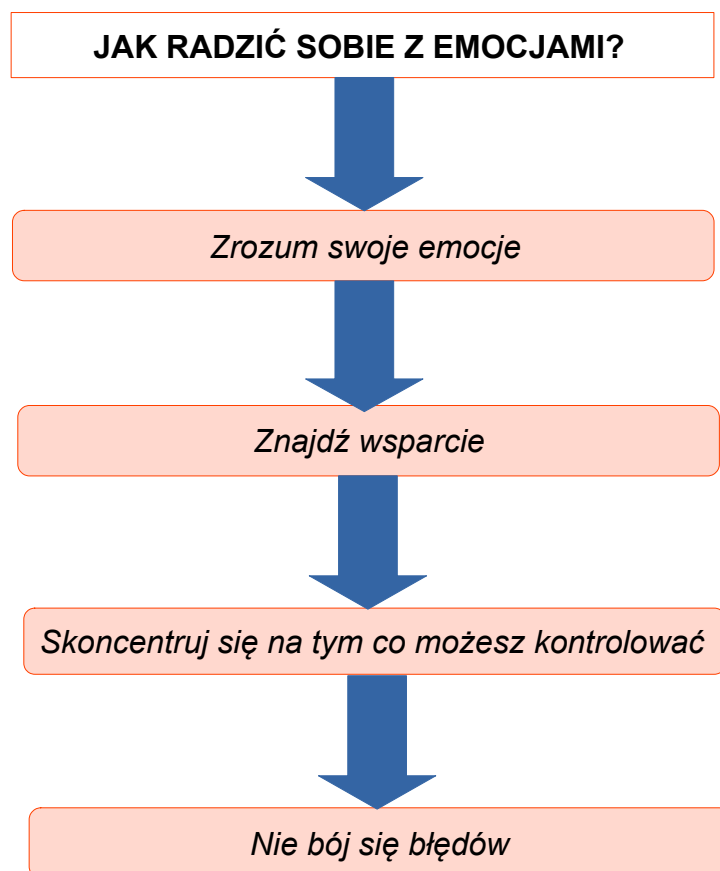 JAK RADZIĆ SOBIE Z EMOCJAMI?
Zrozum swoje emocje
Znajdź wsparcie
Skoncentruj się na tym co możesz kontrolować
Nie bój się błędów